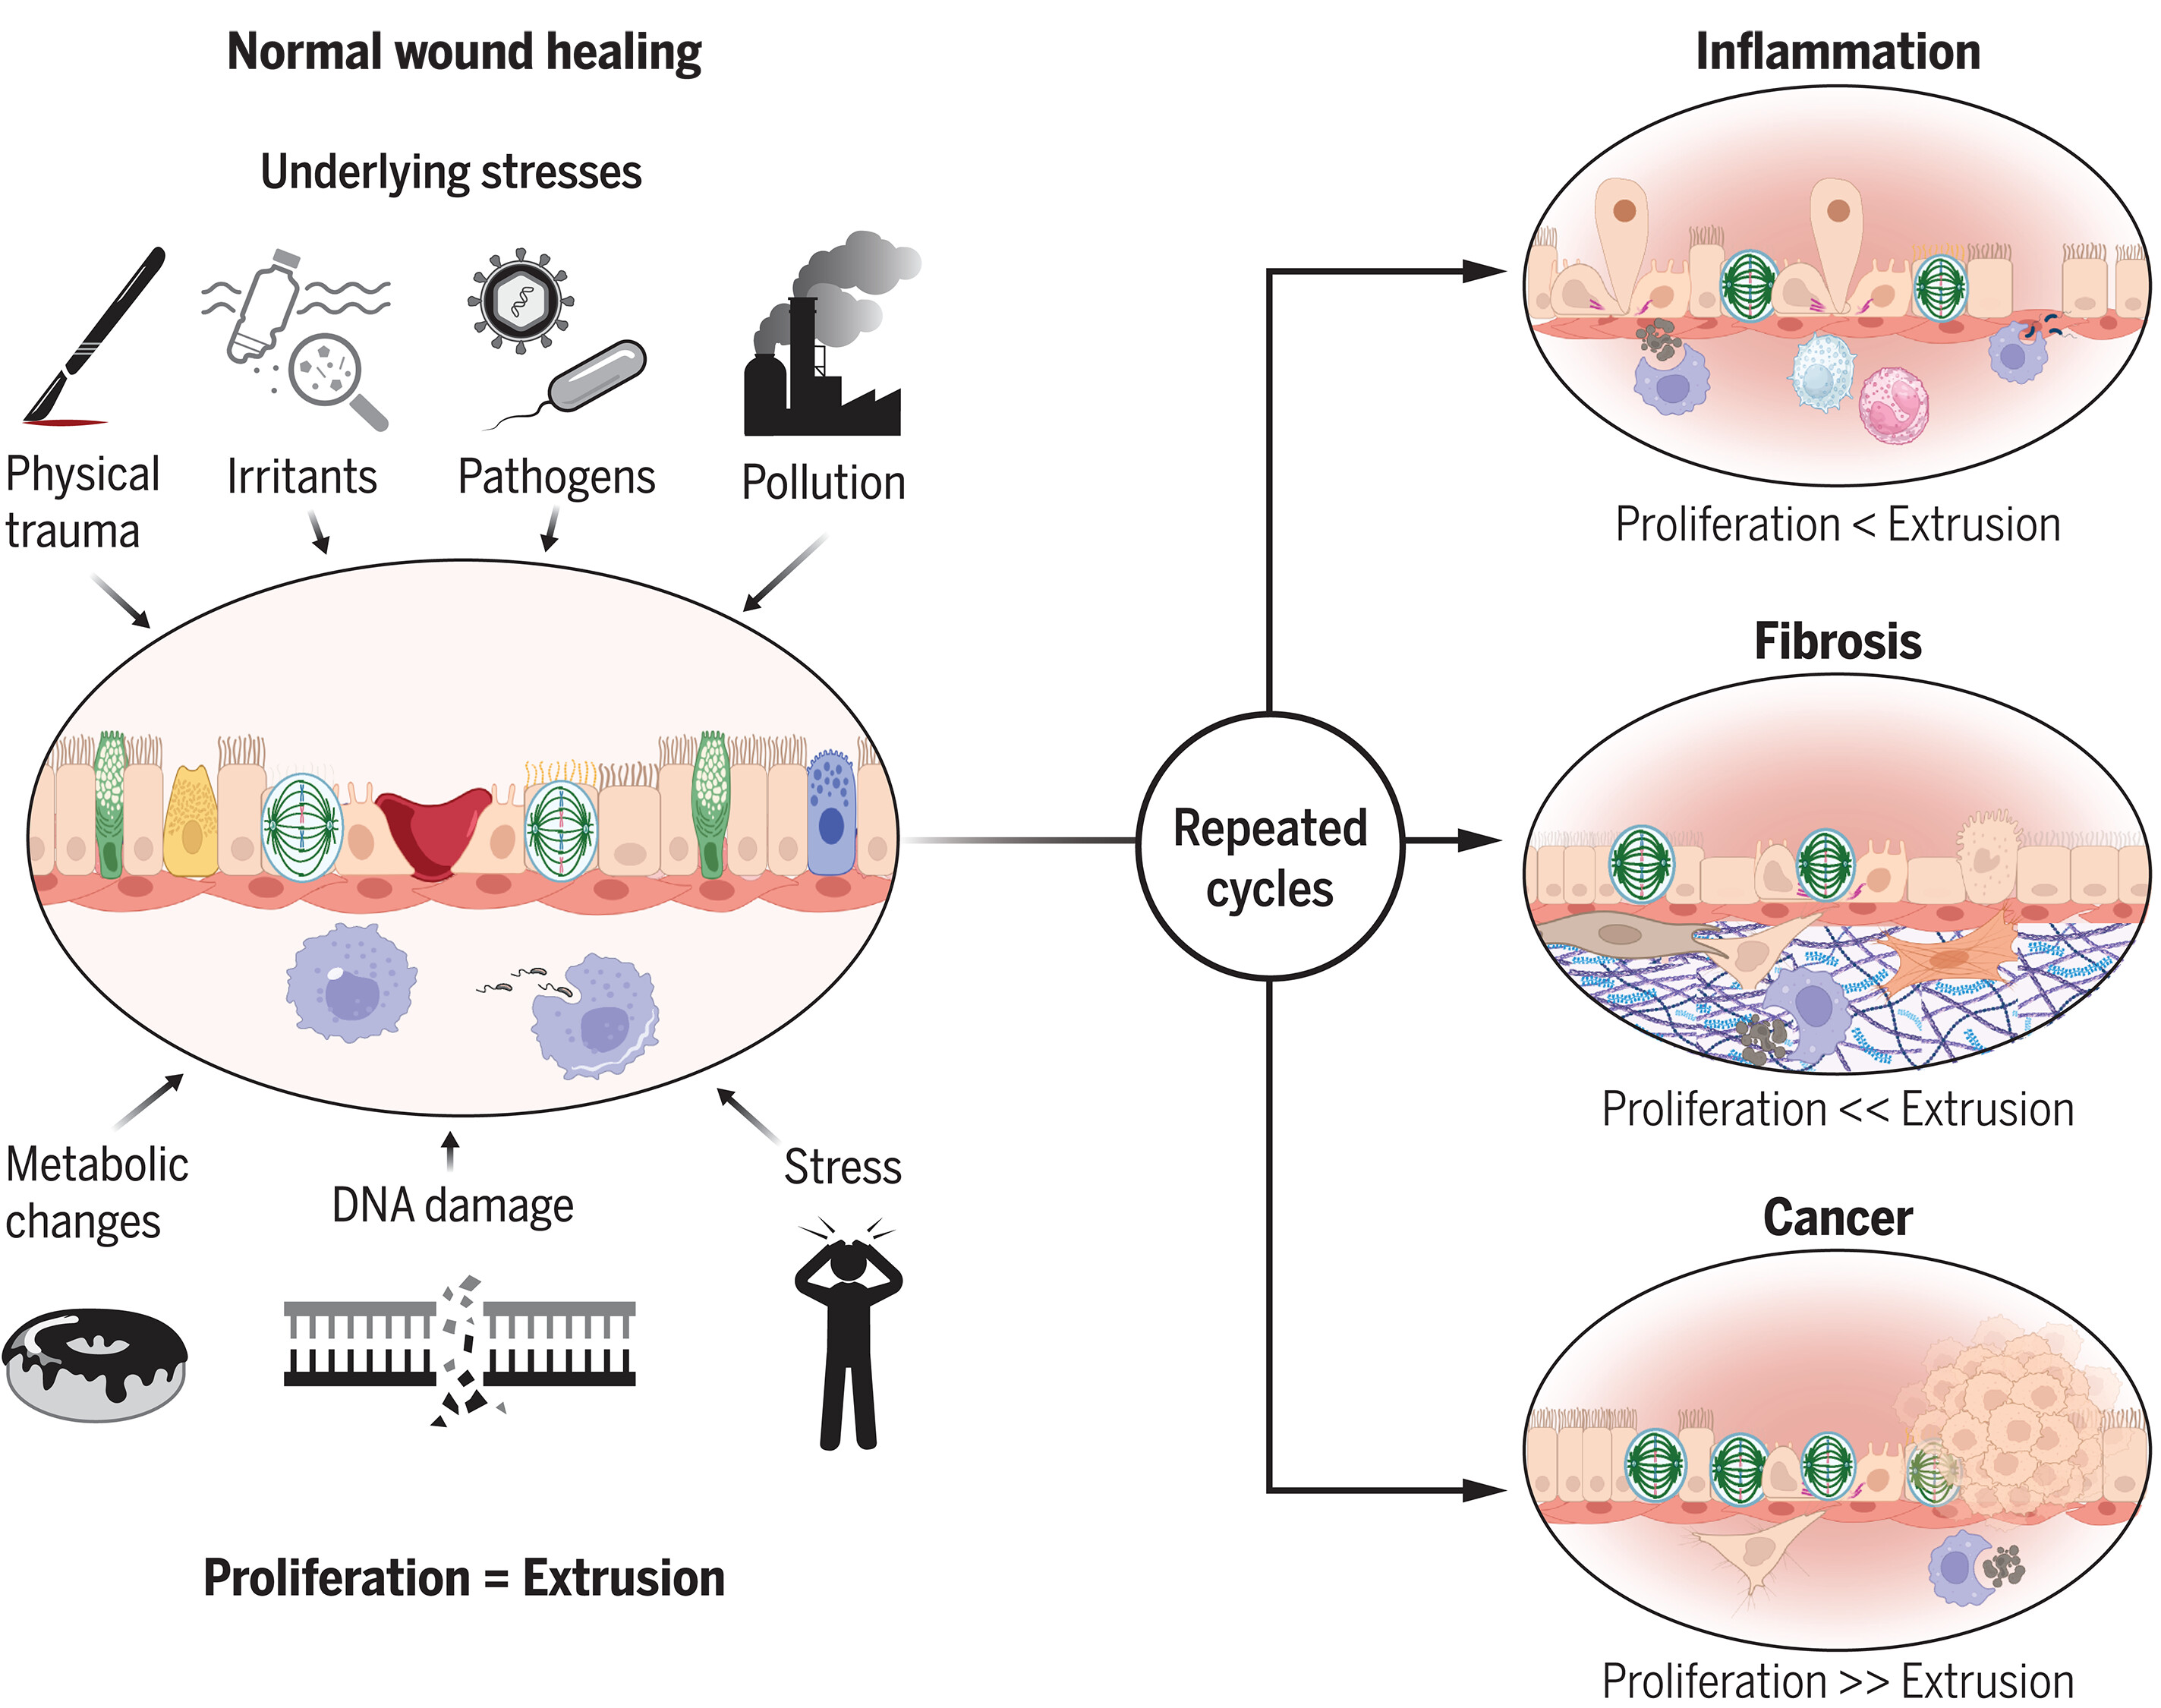 Normal wound healing
Underlying stresses
Physical
trauma
Irritants
Pathogens
Pollution
Metabolic
changes
DNA damage
Stress
Proliferation = Extrusion
Repeated
cycles
Inflammation
Proliferation < Extrusion
Fibrosis
Proliferation << Extrusion
Cancer
Proliferation >> Extrusion